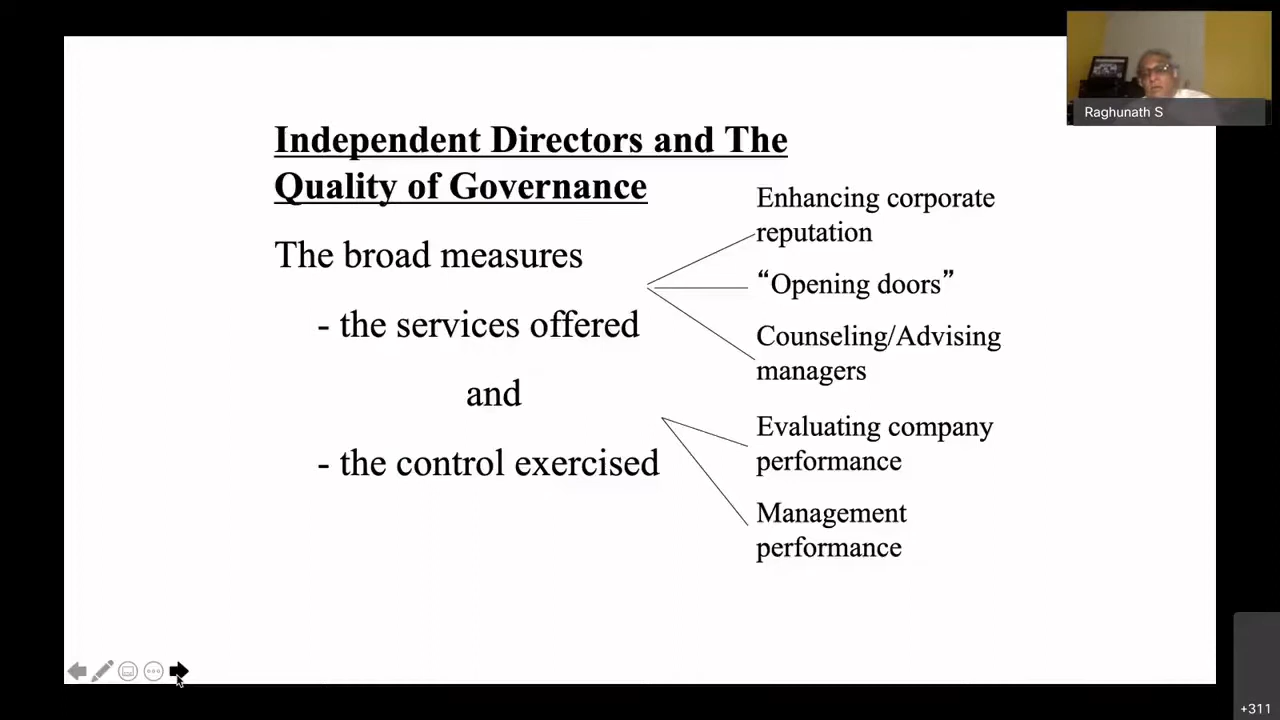 Independent Directors and The
Quality of Governance
The broad measures
- the services offered
and
- the control exercised
Enhancing corporate
reputation
“Opening doors”
Counseling/Advising
managers
Evaluating company
performance
Management
performance
Raghunath S
+311